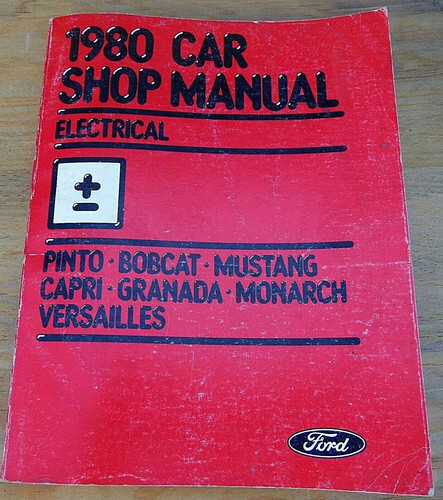 1980 CAR
SHOP MANUAL
ELECTRICAL
±
PINTO · BOBCAT · MUSTANG
CAPRI · GRANADA · MONARCH
VERSAILLES
Ford